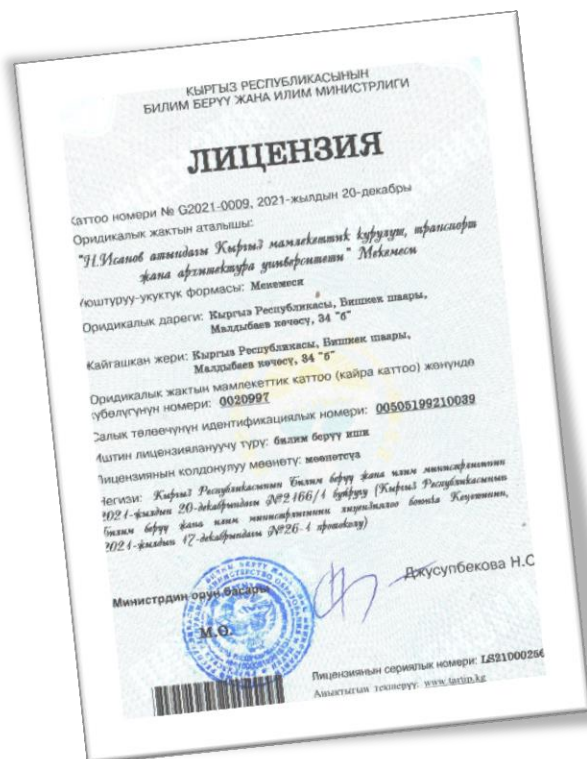 КЫРГЫЗ РЕСПУБЛИКАСЫНЫН
БИЛИМ БЕРҮҮ ЖАНА ИЛИМ МИНИСТРЛИГИ
ЛИЦЕНЗИЯ
Каттоо номери № G2021-0009, 2021-жылдын 20-декабры
Юридикалык жактын аталышы:
"Н.Исанов атындагы Кыргыз мамлекеттик курулуш, транспорт
жана архитектура университети" Мекемеси
Уюштуруу-укуктук формасы: Мекемеси
Юридикалык дареги: Кыргыз Республикасы, Бишкек шаары,
Малдыбаев көчөсү, 34 "б"
Жайгашкан жери: Кыргыз Республикасы, Бишкек шаары,
Малдыбаев көчөсү, 34 "б"
Юридикалык жактын мамлекеттик каттоо (кайра каттоо) жөнүндө
күбөлүгүнүн номери: 0020997
Салык төлөөчүнүн идентификациялык номери: 00505199210039
Иштин лицензиялануучу түрү: билим берүү иши
Лицензиянын колдонулуу мөөнөтү: мөөнөтсүз
Негизи: Кыргыз Республикасынын Билим берүү жана илим министрлигинин
2021-жылдын 20-декабрындагы №2166/1 буйругу (Кыргыз Республикасынын
Билим берүү жана илим министрлигинин лицензиялоо боюнча Кеңешинин,
2021-жылдын 17-декабрындагы №26-1 протоколу)
Министрдин орун басары
Джусупбекова Н.С
М.О.
Лицензиянын сериялык номери: LS21000256
Аныктыгын текшерүү: www.tartip.kg